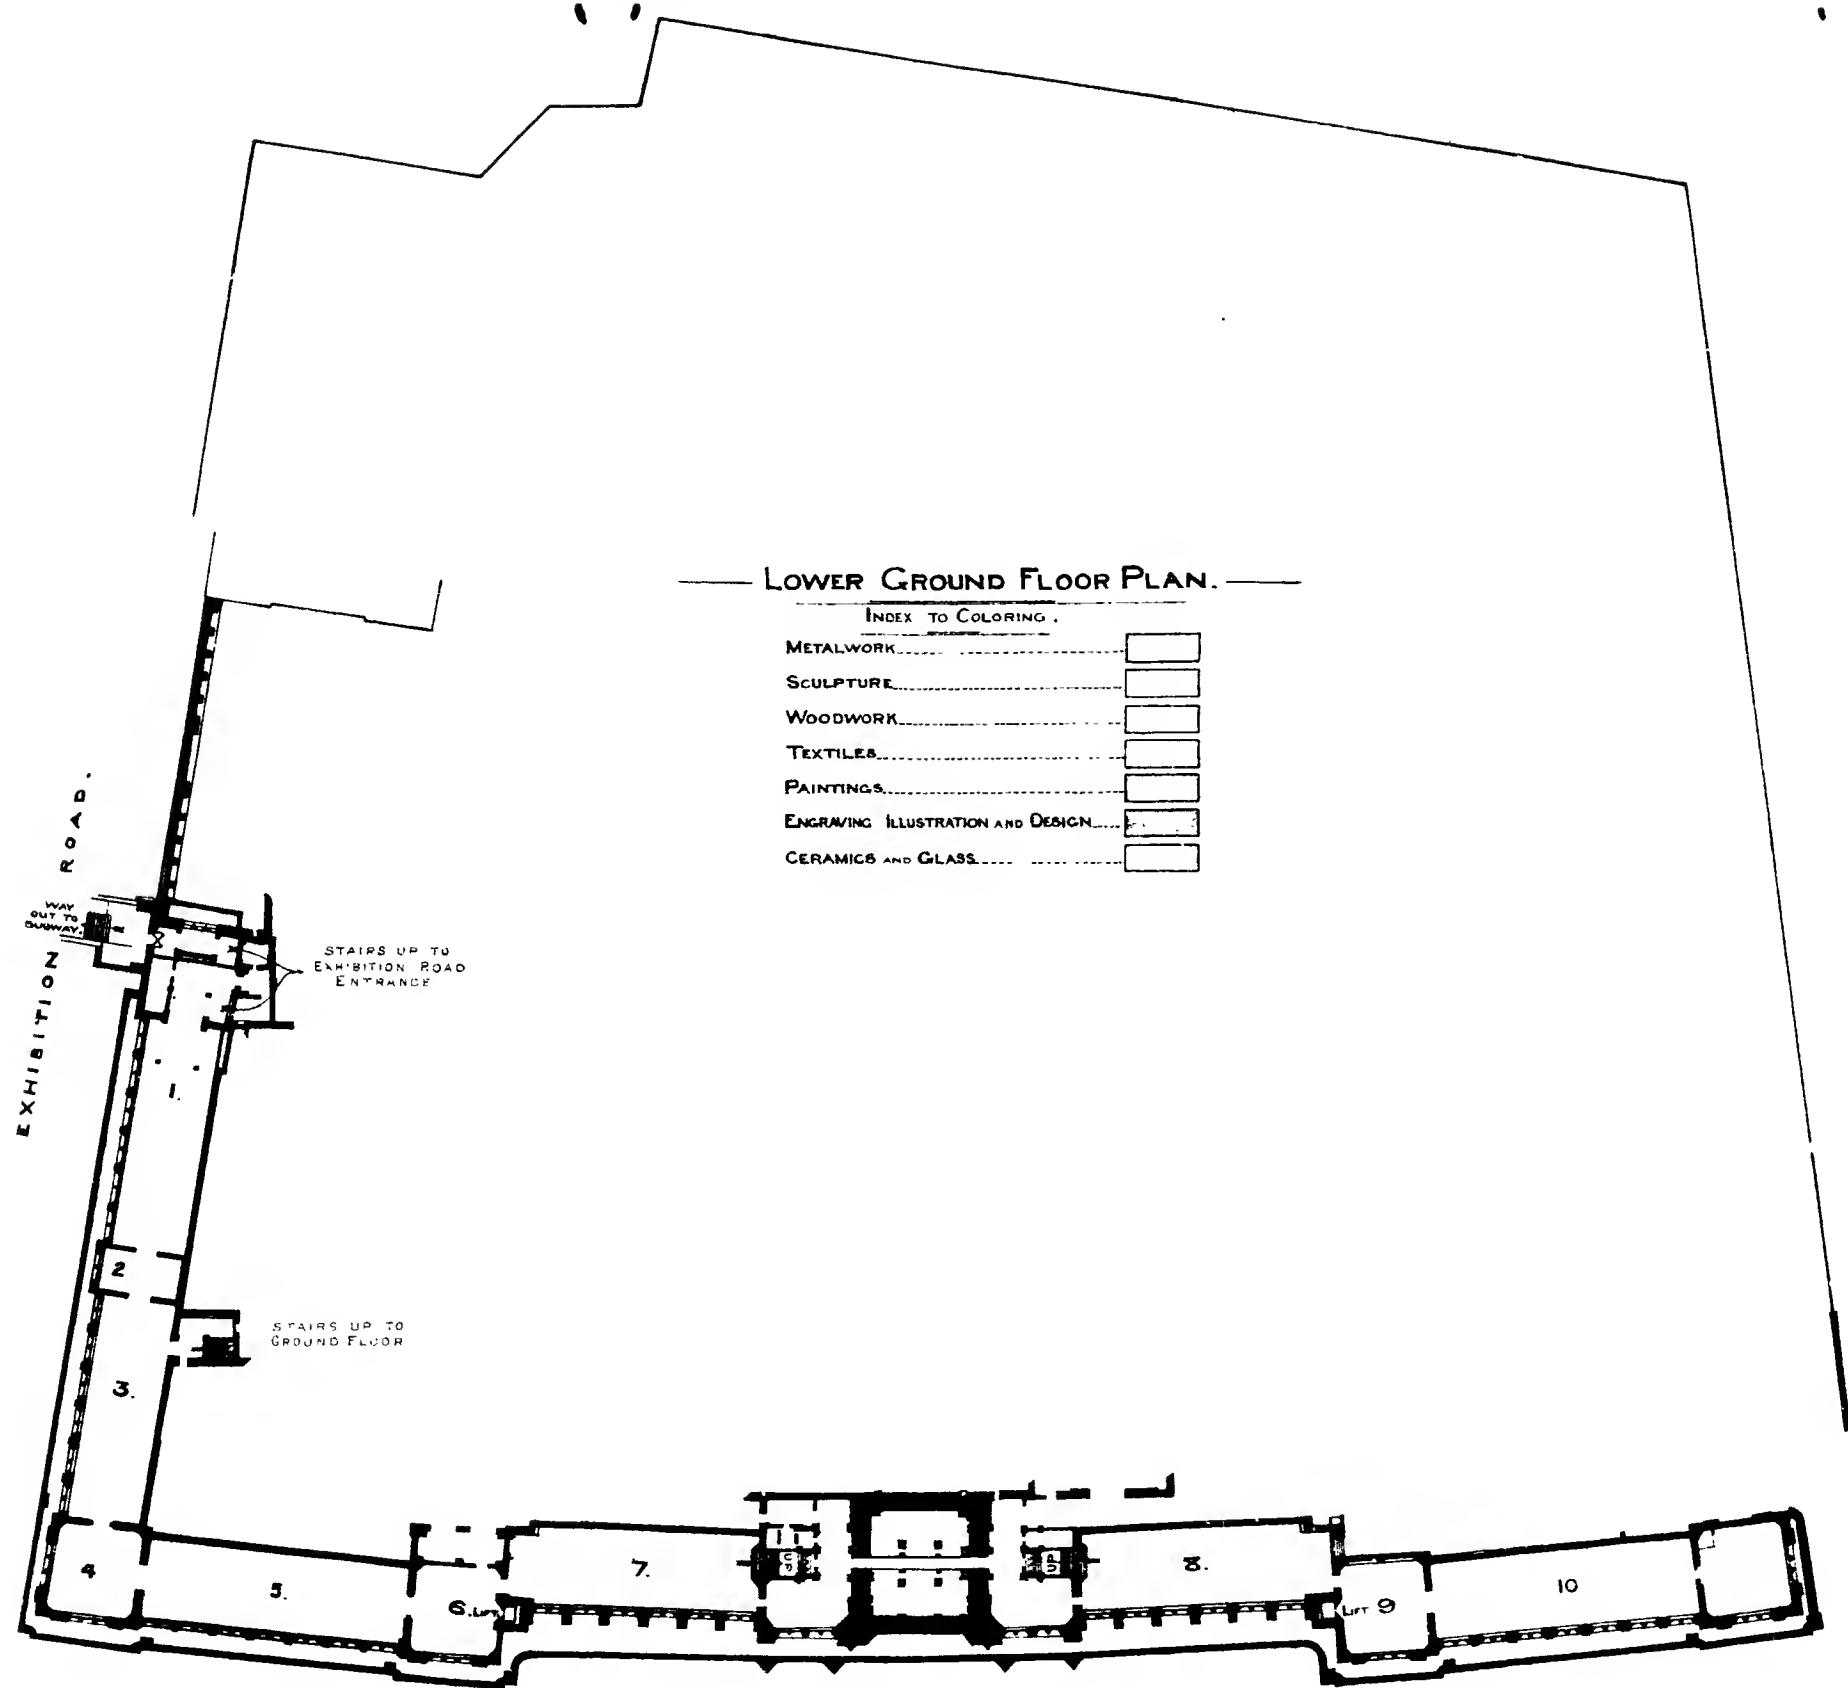 LOWER GROUND FLOOR PLAN.
INDEX TO COLORING.
METALWORK
SCULPTURE
WOODWORK
TEXTILES
PAINTINGS
ENGRAVING ILLUSTRATION AND DESIGN
CERAMICS AND GLASS
EXHIBITION ROAD.
WAY
OUT TO
SUBWAY.
STAIRS UP TO
EXHIBITION ROAD
ENTRANCE
1.
2
STAIRS UP TO
GROUND FLOOR
3.
4
5.
6. LIFT
7.
UP
UP
8.
LIFT 9
10